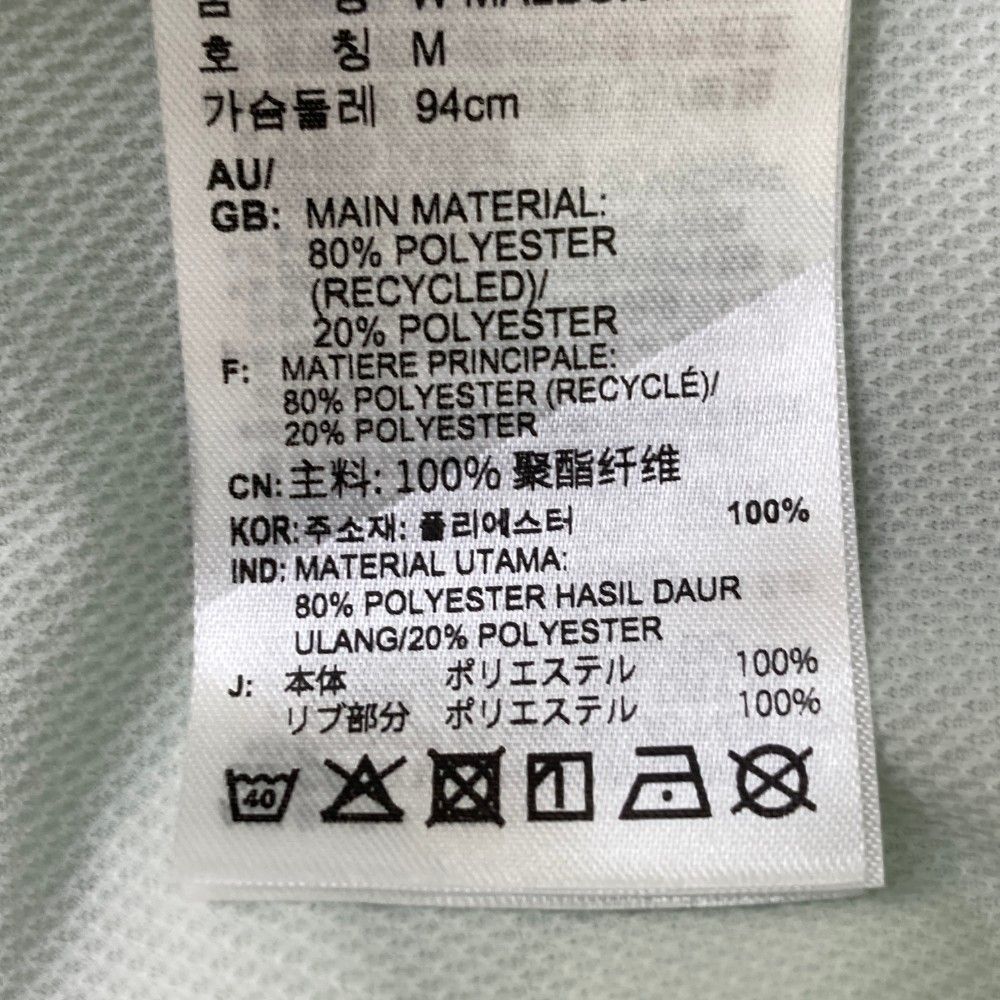 호 칭 M
가슴둘레 94cm
AU/
GB: MAIN MATERIAL:
80% POLYESTER
(RECYCLED)/
20% POLYESTER
F: MATIERE PRINCIPALE:
80% POLYESTER (RECYCLÉ)/
20% POLYESTER
CN: 主料: 100% 聚酯纤维
KOR: 주소재: 폴리에스터 100%
IND: MATERIAL UTAMA:
80% POLYESTER HASIL DAUR
ULANG/20% POLYESTER
J: 本体 ポリエステル 100%
リブ部分 ポリエステル 100%
40